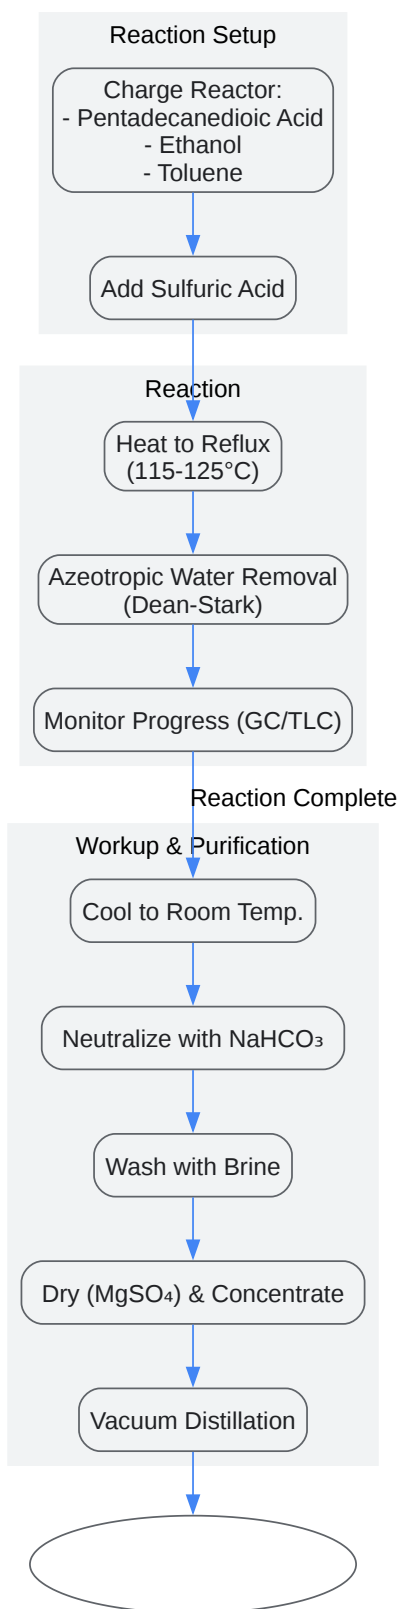 Reaction Setup
Charge Reactor:
- Pentadecanedioic Acid
- Ethanol
- Toluene
Add Sulfuric Acid
Reaction
Heat to Reflux
(115-125°C)
Azeotropic Water Removal
(Dean-Stark)
Monitor Progress (GC/TLC)
Reaction Complete
Workup & Purification
Cool to Room Temp.
Neutralize with NaHCO₃
Wash with Brine
Dry (MgSO₄) & Concentrate
Vacuum Distillation